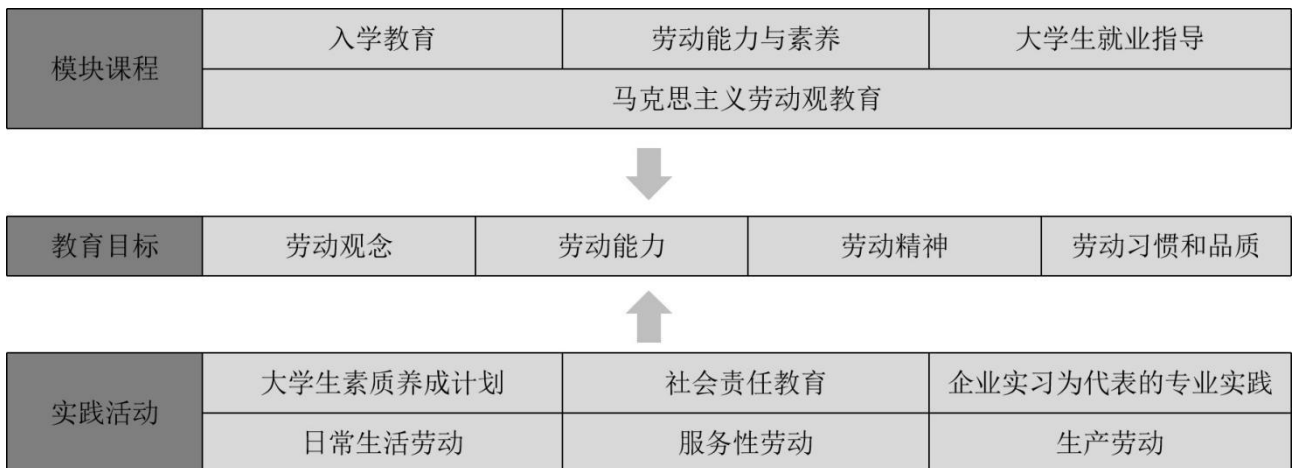 模块课程
入学教育 劳动能力与素养 大学生就业指导
马克思主义劳动观教育
教育目标 劳动观念 劳动能力 劳动精神 劳动习惯和品质
实践活动
大学生素质养成计划 社会责任教育 企业实习为代表的专业实践
日常生活劳动 服务性劳动 生产劳动